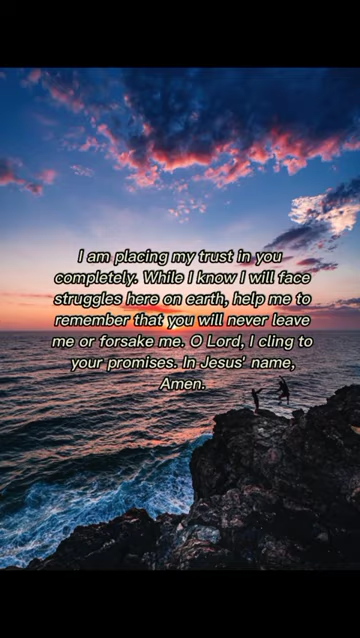 I am placing my trust in you
completely. While I know I will face
struggles here on earth, help me to
remember that you will never leave
me or forsake me. O Lord, I cling to
your promises. In Jesus' name,
Amen.